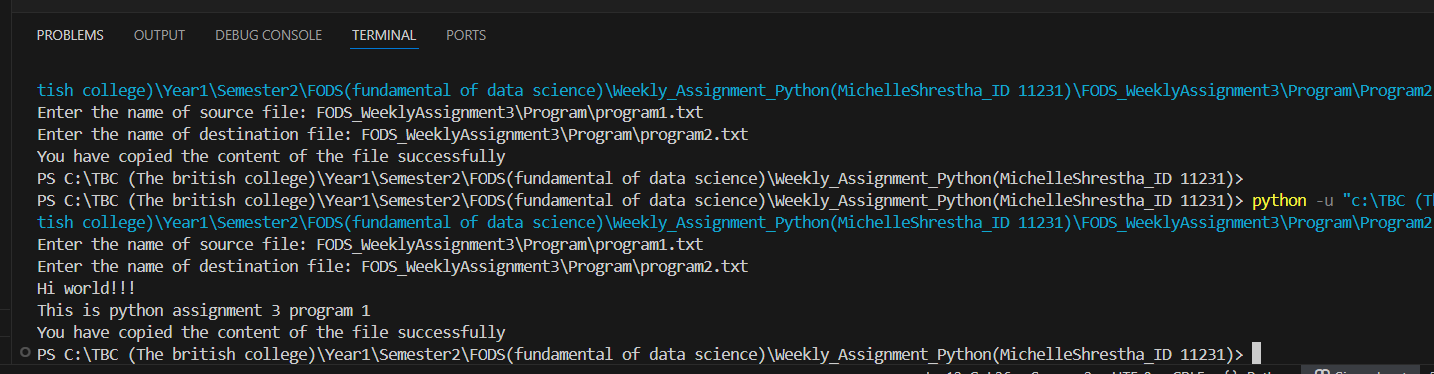 PROBLEMS OUTPUT DEBUG CONSOLE TERMINAL PORTS
tish college)\Year1\Semester2\FODS(fundamental of data science)\Weekly_Assignment_Python(MichelleShrestha_ID 11231)\FODS_WeeklyAssignment3\Program\Program2
Enter the name of source file: FODS_WeeklyAssignment3\Program\program1.txt
Enter the name of destination file: FODS_WeeklyAssignment3\Program\program2.txt
You have copied the content of the file successfully
PS C:\TBC (The british college)\Year1\Semester2\FODS(fundamental of data science)\Weekly_Assignment_Python(MichelleShrestha_ID 11231)>
PS C:\TBC (The british college)\Year1\Semester2\FODS(fundamental of data science)\Weekly_Assignment_Python(MichelleShrestha_ID 11231)> python -u "c:\TBC (Th
tish college)\Year1\Semester2\FODS(fundamental of data science)\Weekly_Assignment_Python(MichelleShrestha_ID 11231)\FODS_WeeklyAssignment3\Program\Program2
Enter the name of source file: FODS_WeeklyAssignment3\Program\program1.txt
Enter the name of destination file: FODS_WeeklyAssignment3\Program\program2.txt
Hi world!!!
This is python assignment 3 program 1
You have copied the content of the file successfully
PS C:\TBC (The british college)\Year1\Semester2\FODS(fundamental of data science)\Weekly_Assignment_Python(MichelleShrestha_ID 11231)>